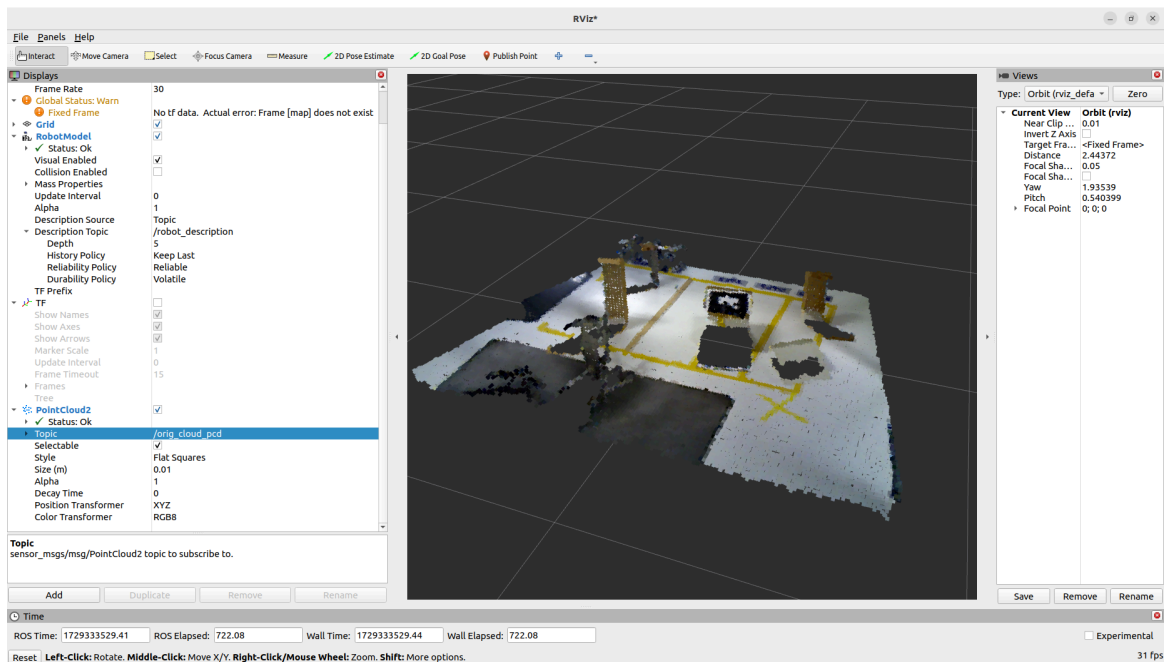 RViz*
File Panels Help
Interact Move Camera Select Focus Camera Measure 2D Pose Estimate 2D Goal Pose Publish Point
Displays
Frame Rate 30
Global Status: Warn
Fixed Frame No tf data. Actual error: Frame [map] does not exist
Grid
RobotModel
Status: Ok
Visual Enabled
Collision Enabled
Mass Properties
Update Interval 0
Alpha 1
Description Source Topic
Description Topic /robot_description
Depth 5
History Policy Keep Last
Reliability Policy Reliable
Durability Policy Volatile
TF Prefix
TF
Show Names
Show Axes
Show Arrows
Marker Scale 1
Update Interval 0
Frame Timeout 15
Frames
Tree
PointCloud2
Status: Ok
Topic /orig_cloud_pcd
Selectable
Style Flat Squares
Size (m) 0.01
Alpha 1
Decay Time 0
Position Transformer XYZ
Color Transformer RGB8
Topic
sensor_msgs/msg/PointCloud2 topic to subscribe to.
Add Duplicate Remove Rename
Views
Type: Orbit (rviz_defa Zero
Current View Orbit (rviz)
Near Clip ... 0.01
Invert Z Axis
Target Fra... <Fixed Frame>
Distance 2.44372
Focal Sha... 0.05
Focal Sha...
Yaw 1.93539
Pitch 0.540399
Focal Point 0; 0; 0
Save Remove Rename
Time
ROS Time: 1729333529.41 ROS Elapsed: 722.08 Wall Time: 1729333529.44 Wall Elapsed: 722.08 Experimental
Reset Left-Click: Rotate. Middle-Click: Move X/Y. Right-Click/Mouse Wheel: Zoom. Shift: More options. 31 fps